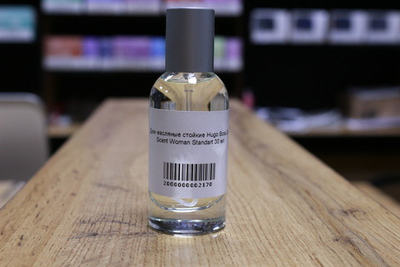 масляные стойкие Hugo Boss
Scent Woman Standart 30 мл
2000000002170